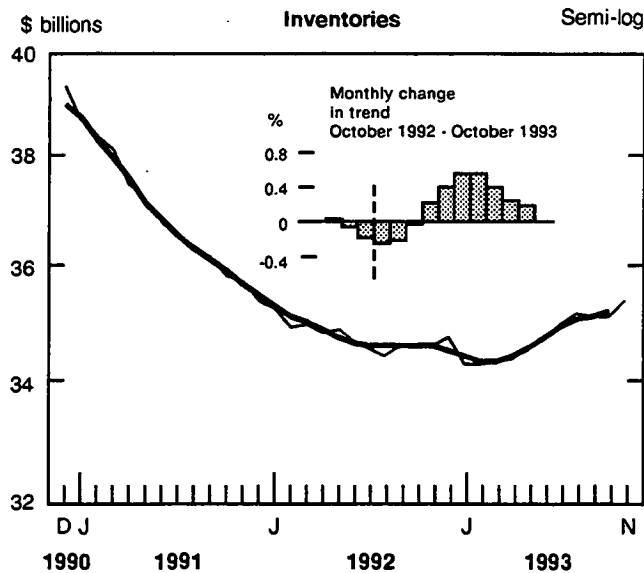 $ billions Inventories Semi-log
40
Monthly change
in trend
% October 1992 - October 1993
0.8
38
0.4
0
-0.4
36
34
32
D J J J N
1990 1991 1992 1993